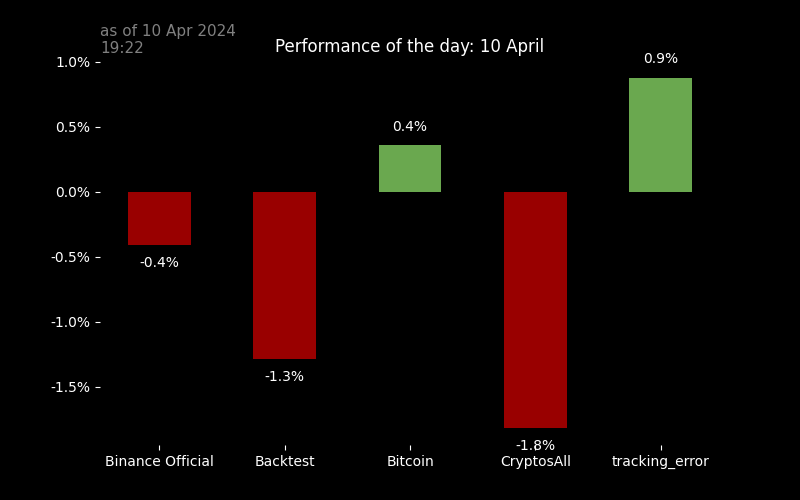 as of 10 Apr 2024
19:22
Performance of the day: 10 April
1.0%
0.5%
0.0%
-0.5%
-1.0%
-1.5%
-0.4%
-1.3%
0.4%
-1.8%
0.9%
Binance Official
Backtest
Bitcoin
CryptosAll
tracking_error